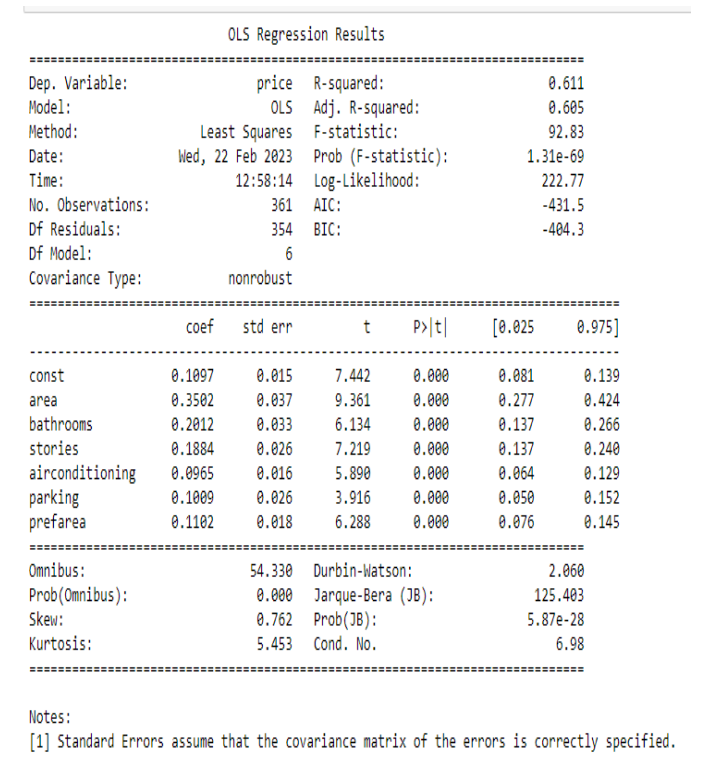 OLS Regression Results
==============================================================================
Dep. Variable: price R-squared: 0.611
Model: OLS Adj. R-squared: 0.605
Method: Least Squares F-statistic: 92.83
Date: Wed, 22 Feb 2023 Prob (F-statistic): 1.31e-69
Time: 12:58:14 Log-Likelihood: 222.77
No. Observations: 361 AIC: -431.5
Df Residuals: 354 BIC: -404.3
Df Model: 6
Covariance Type: nonrobust
===================================================================================
coef std err t P>|t| [0.025 0.975]
-----------------------------------------------------------------------------------
const 0.1097 0.015 7.442 0.000 0.081 0.139
area 0.3502 0.037 9.361 0.000 0.277 0.424
bathrooms 0.2012 0.033 6.134 0.000 0.137 0.266
stories 0.1884 0.026 7.219 0.000 0.137 0.240
airconditioning 0.0965 0.016 5.890 0.000 0.064 0.129
parking 0.1009 0.026 3.916 0.000 0.050 0.152
prefarea 0.1102 0.018 6.288 0.000 0.076 0.145
==============================================================================
Omnibus: 54.330 Durbin-Watson: 2.060
Prob(Omnibus): 0.000 Jarque-Bera (JB): 125.403
Skew: 0.762 Prob(JB): 5.87e-28
Kurtosis: 5.453 Cond. No. 6.98
==============================================================================
Notes:
[1] Standard Errors assume that the covariance matrix of the errors is correctly specified.